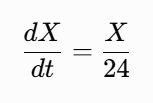 dX/dt = X/24